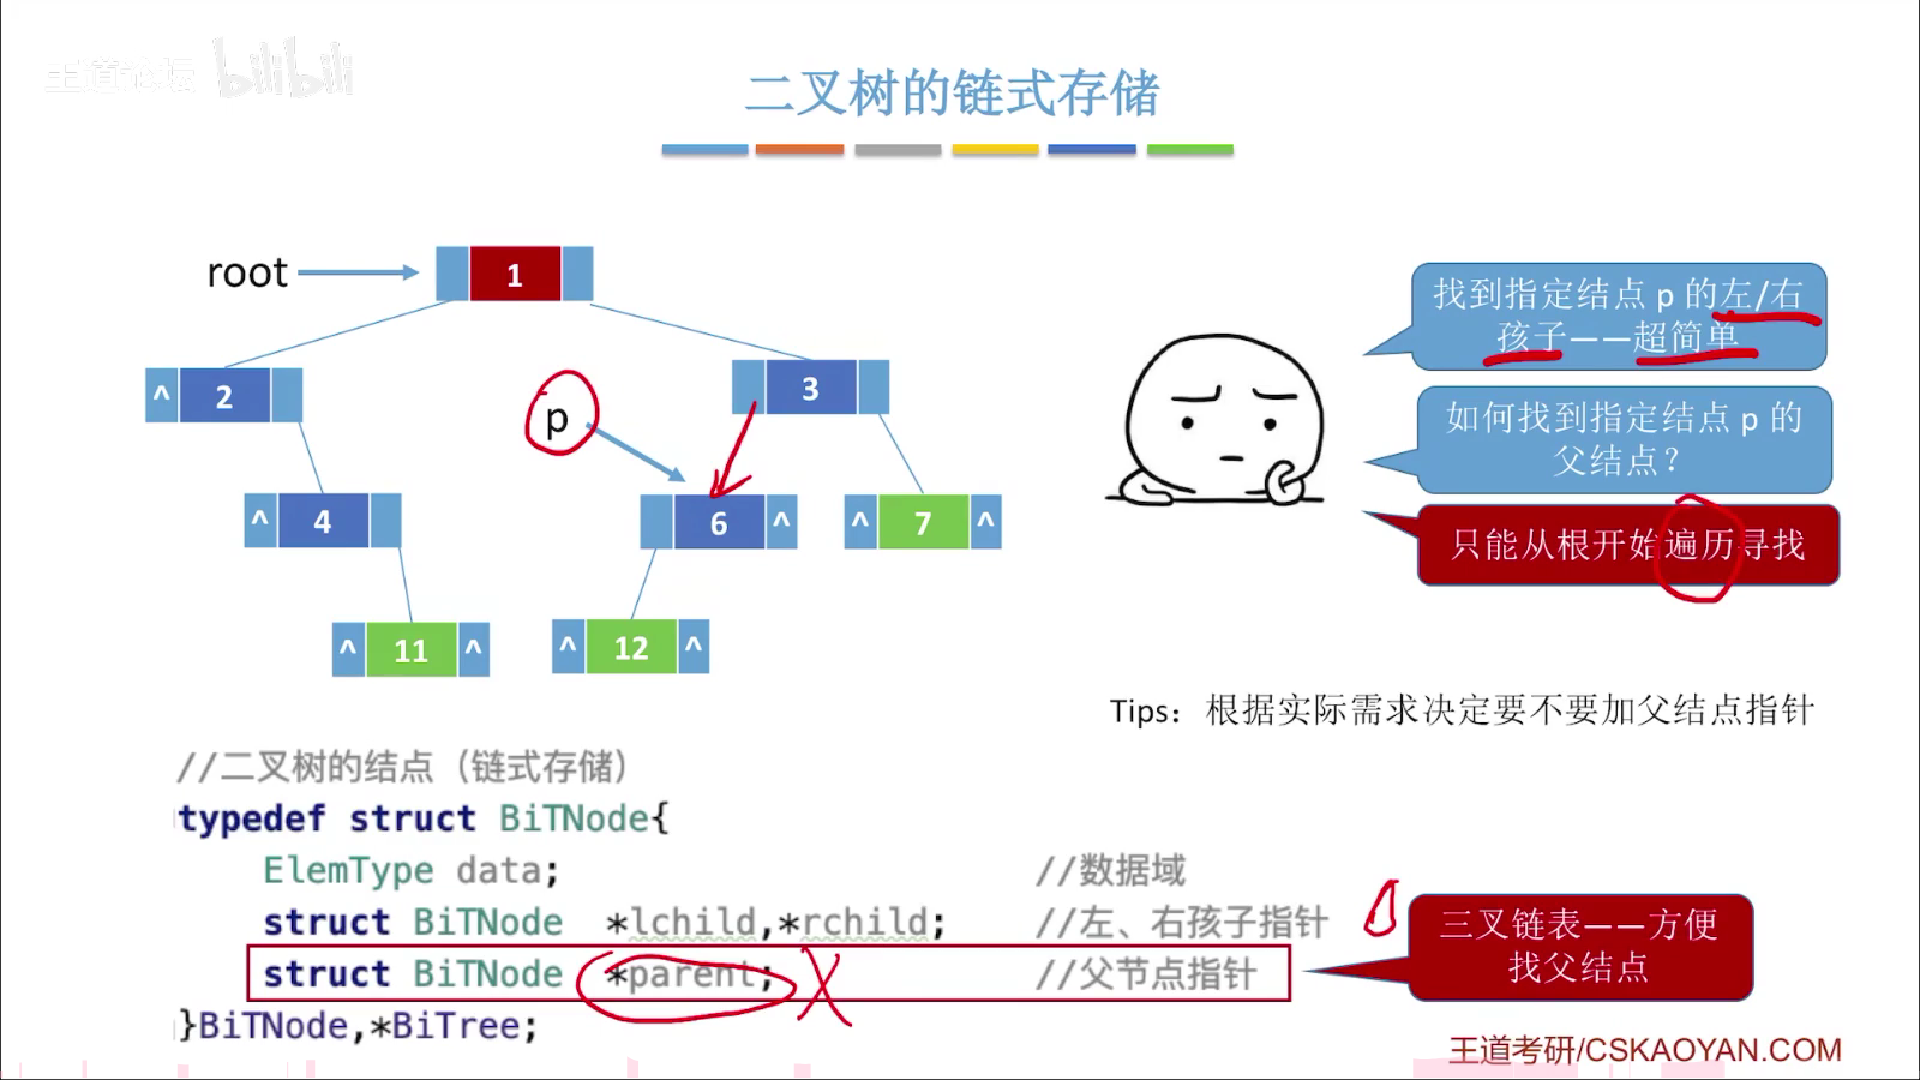 王道论坛 bilibili
二叉树的链式存储
root
1
^ 2
3
p
^ 4
6 ^
^ 7 ^
^ 11 ^
^ 12 ^
找到指定结点 p 的左/右
孩子——超简单
如何找到指定结点 p 的
父结点？
只能从根开始遍历寻找
Tips：根据实际需求决定要不要加父结点指针
//二叉树的结点（链式存储）
typedef struct BiTNode{
ElemType data; //数据域
struct BiTNode *lchild,*rchild; //左、右孩子指针
struct BiTNode *parent; //父节点指针
}BiTNode,*BiTree;
三叉链表——方便
找父结点
王道考研/CSKAOYAN.COM